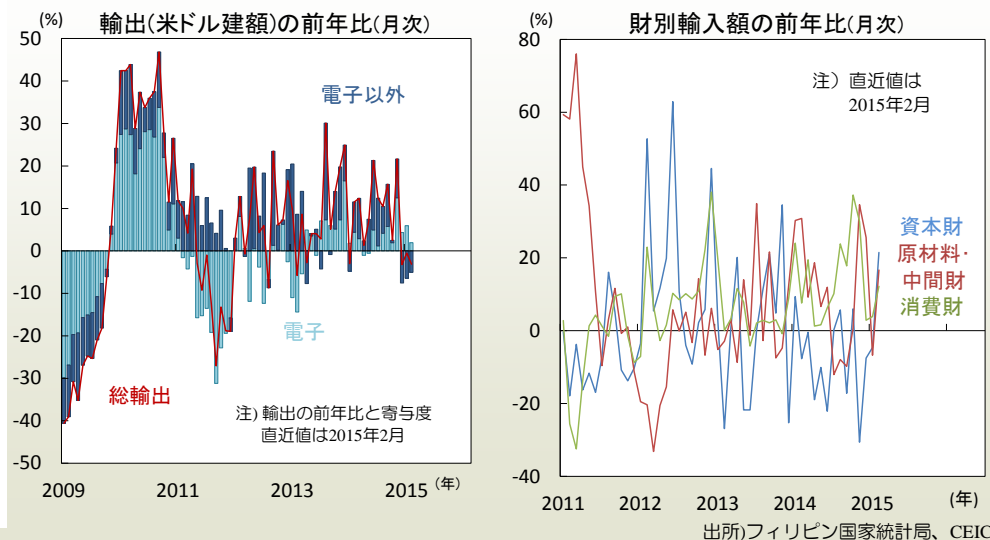 輸出(米ドル建額)の前年比(月次)
(%)
50
40
30
20
10
0
-10
-20
-30
-40
-50
電子以外
電子
総輸出
注) 輸出の前年比と寄与度
直近値は2015年2月
2009
2011
2013
2015
(年)
財別輸入額の前年比(月次)
(%)
80
60
40
20
0
-20
-40
注）直近値は
2015年2月
資本財
原材料・
中間財
消費財
2011
2012
2013
2014
2015
(年)
出所)フィリピン国家統計局、CEIC